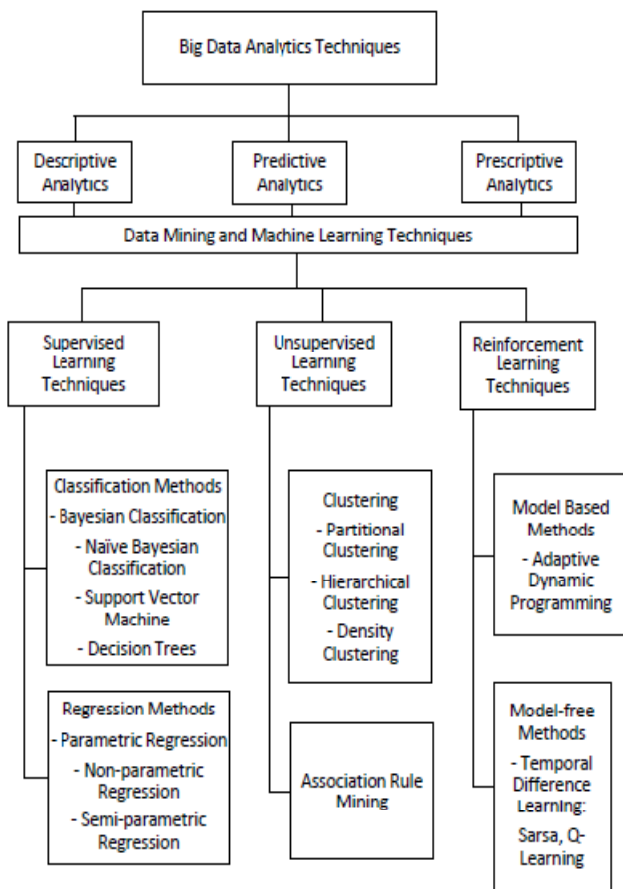 Big Data Analytics Techniques
Descriptive
Analytics
Predictive
Analytics
Prescriptive
Analytics
Data Mining and Machine Learning Techniques
Supervised
Learning
Techniques
Unsupervised
Learning
Techniques
Reinforcement
Learning
Techniques
Classification Methods
- Bayesian Classification
- Naïve Bayesian
Classification
- Support Vector
Machine
- Decision Trees
Clustering
- Partitional
Clustering
- Hierarchical
Clustering
- Density
Clustering
Model Based
Methods
- Adaptive
Dynamic
Programming
Regression Methods
- Parametric Regression
- Non-parametric
Regression
- Semi-parametric
Regression
Association Rule
Mining
Model-free
Methods
- Temporal
Difference
Learning:
Sarsa, Q-
Learning